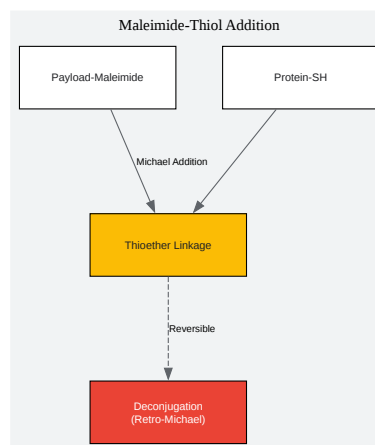 Maleimide-Thiol Addition
Payload-Maleimide
Protein-SH
Michael Addition
Thioether Linkage
Reversible
Deconjugation
(Retro-Michael)